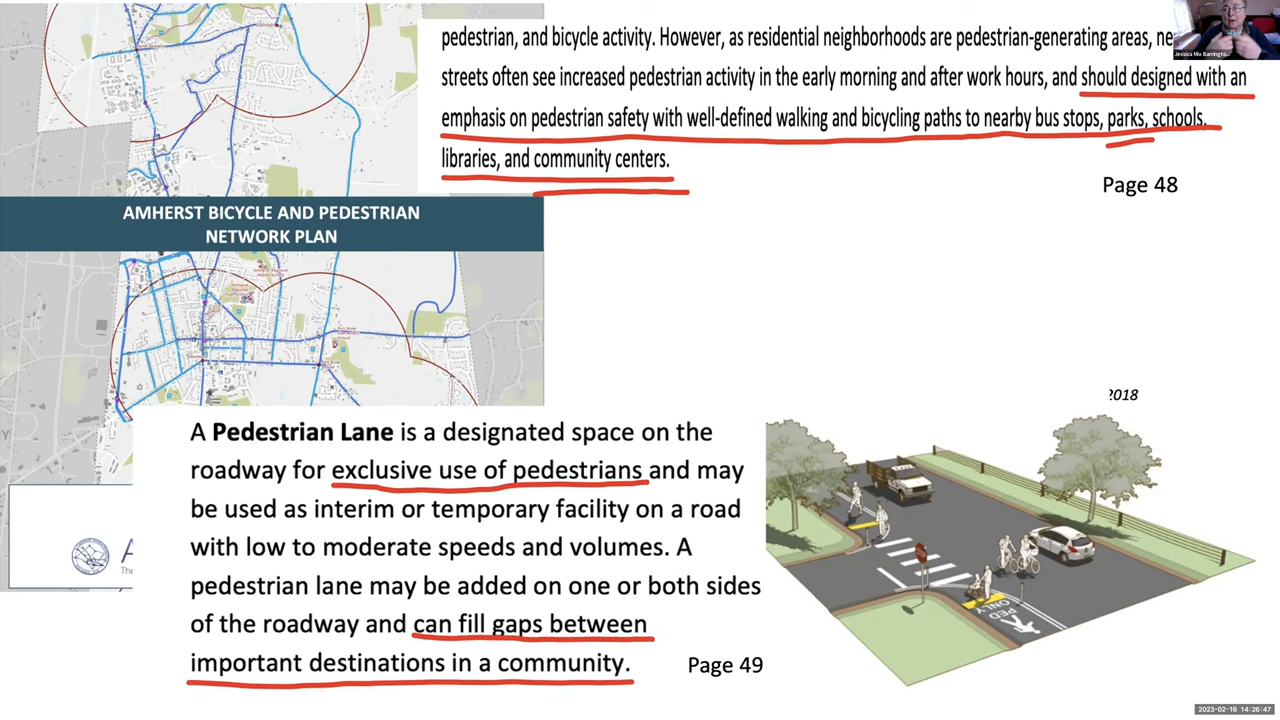 pedestrian, and bicycle activity. However, as residential neighborhoods are pedestrian-generating areas, ne
streets often see increased pedestrian activity in the early morning and after work hours, and should designed with an
emphasis on pedestrian safety with well-defined walking and bicycling paths to nearby bus stops, parks, schools,
libraries, and community centers.
Page 48
AMHERST BICYCLE AND PEDESTRIAN
NETWORK PLAN
2018
A Pedestrian Lane is a designated space on the
roadway for exclusive use of pedestrians and may
be used as interim or temporary facility on a road
with low to moderate speeds and volumes. A
pedestrian lane may be added on one or both sides
of the roadway and can fill gaps between
important destinations in a community.
Page 49
A
The
PED
ONLY
Jessica Mix Barringto...
2023-02-16 14:26:47